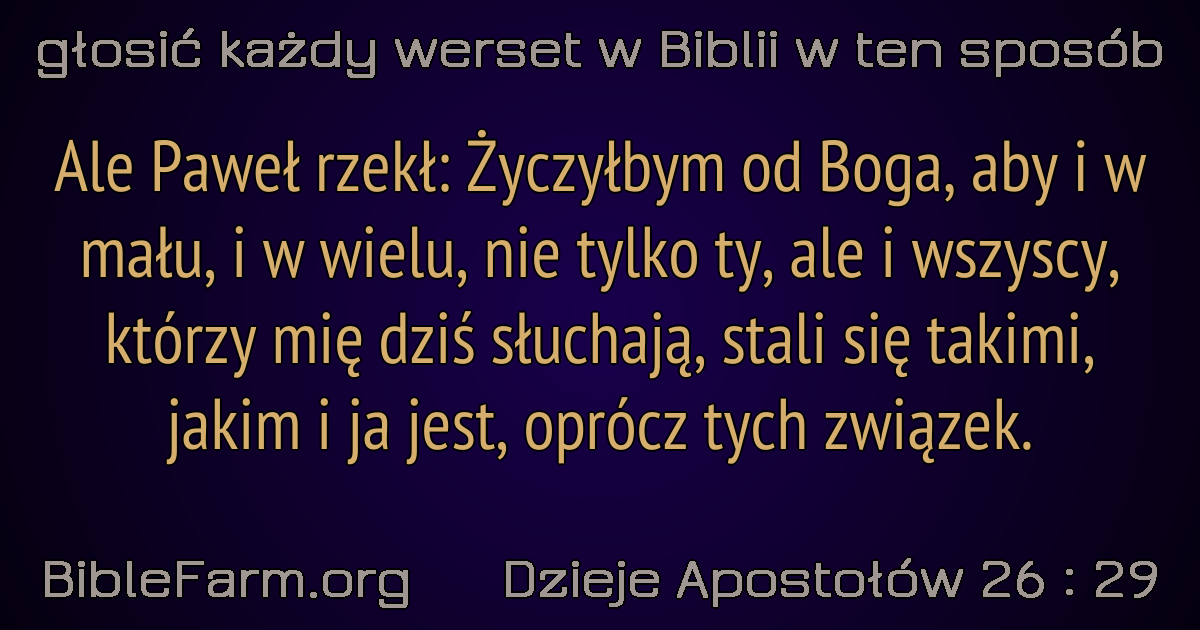 głosić każdy werset w Biblii w ten sposób
Ale Paweł rzekł: Życzyłbym od Boga, aby i w
mału, i w wielu, nie tylko ty, ale i wszyscy,
którzy mię dziś słuchają, stali się takimi,
jakim i ja jest, oprócz tych związek.
BibleFarm.org Dzieje Apostołów 26 : 29